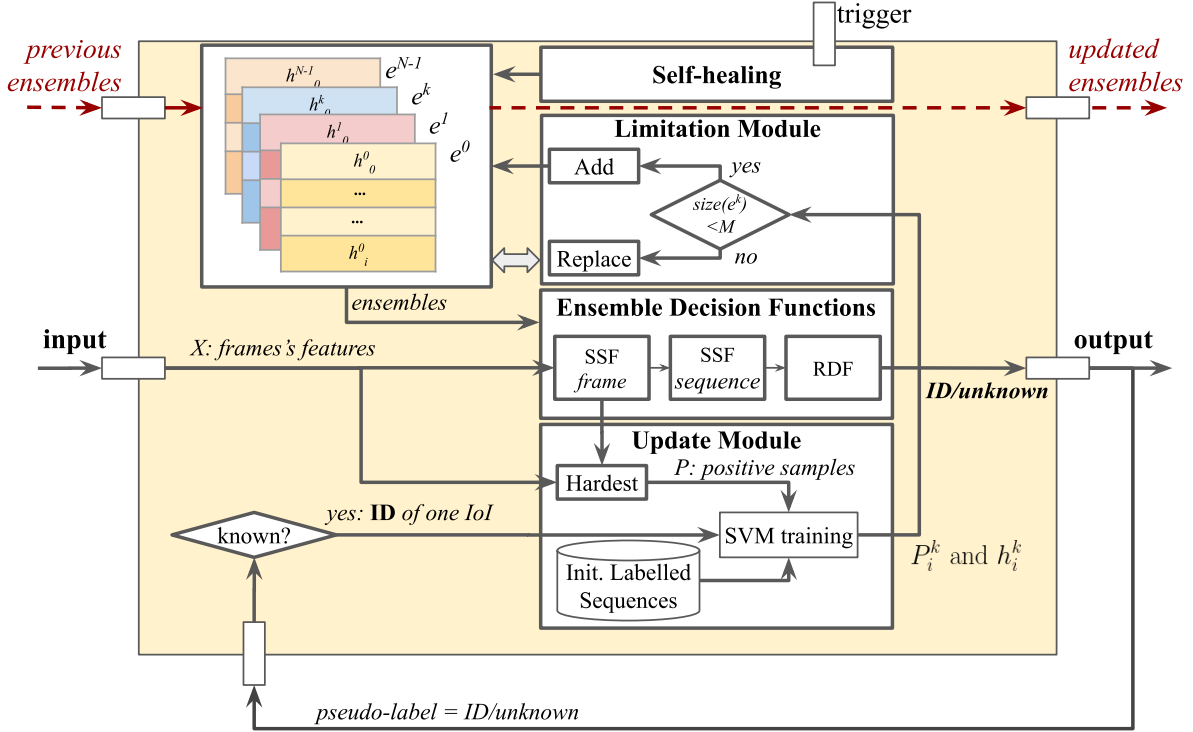 trigger
previous
ensembles
updated
ensembles
Self-healing
h^{N-1}_0
e^{N-1}
h^k_0
e^k
h^1_0
e^1
h^0_0
e^0
...
...
h^0_i
Limitation Module
Add
yes
size(e^k)
<M
Replace
no
ensembles
Ensemble Decision Functions
input
X: frames's features
SSF
frame
SSF
sequence
RDF
output
ID/unknown
Update Module
P: positive samples
Hardest
yes: ID of one IoI
known?
SVM training
Init. Labelled
Sequences
P^k_i and h^k_i
pseudo-label = ID/unknown